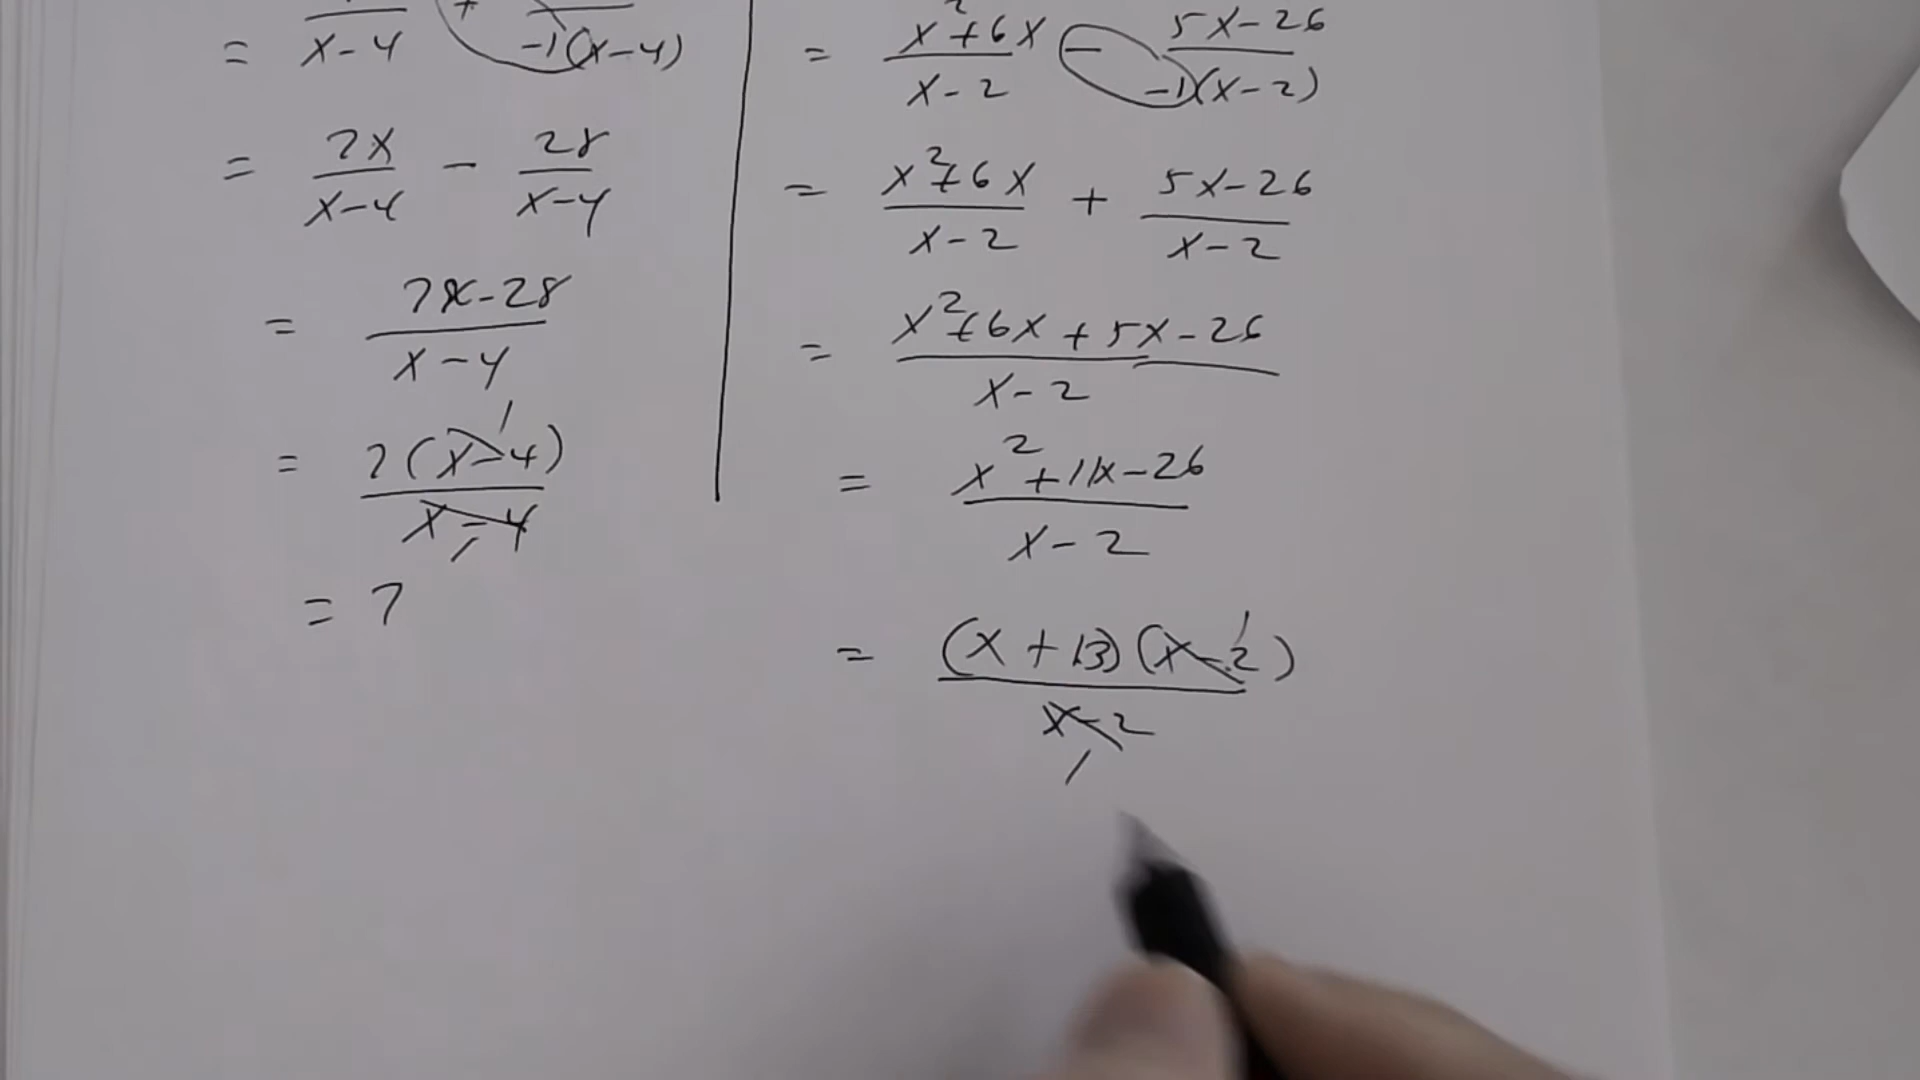 = /(x-4) + /(-1(x-4))
= 7x/(x-4) - 28/(x-4)
= (7x-28)/(x-4)
= 7(x-4)/(x-4)
= 7
= (x²+6x)/(x-2) - (5x-26)/(-1(x-2))
= (x²+6x)/(x-2) + (5x-26)/(x-2)
= (x²+6x+5x-26)/(x-2)
= (x²+11x-26)/(x-2)
= (x+13)(x-2)/(x-2)